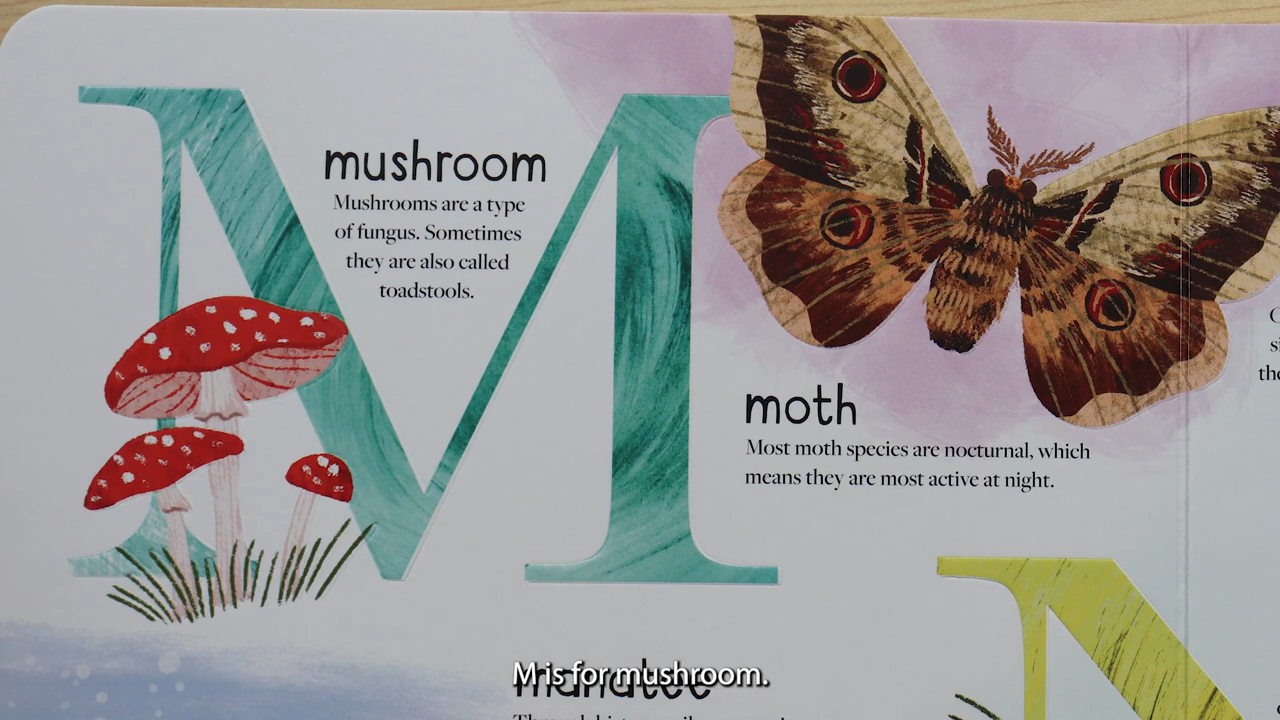 M
mushroom
Mushrooms are a type
of fungus. Sometimes
they are also called
toadstools.
moth
Most moth species are nocturnal, which
means they are most active at night.
N
manatee
M is for mushroom.